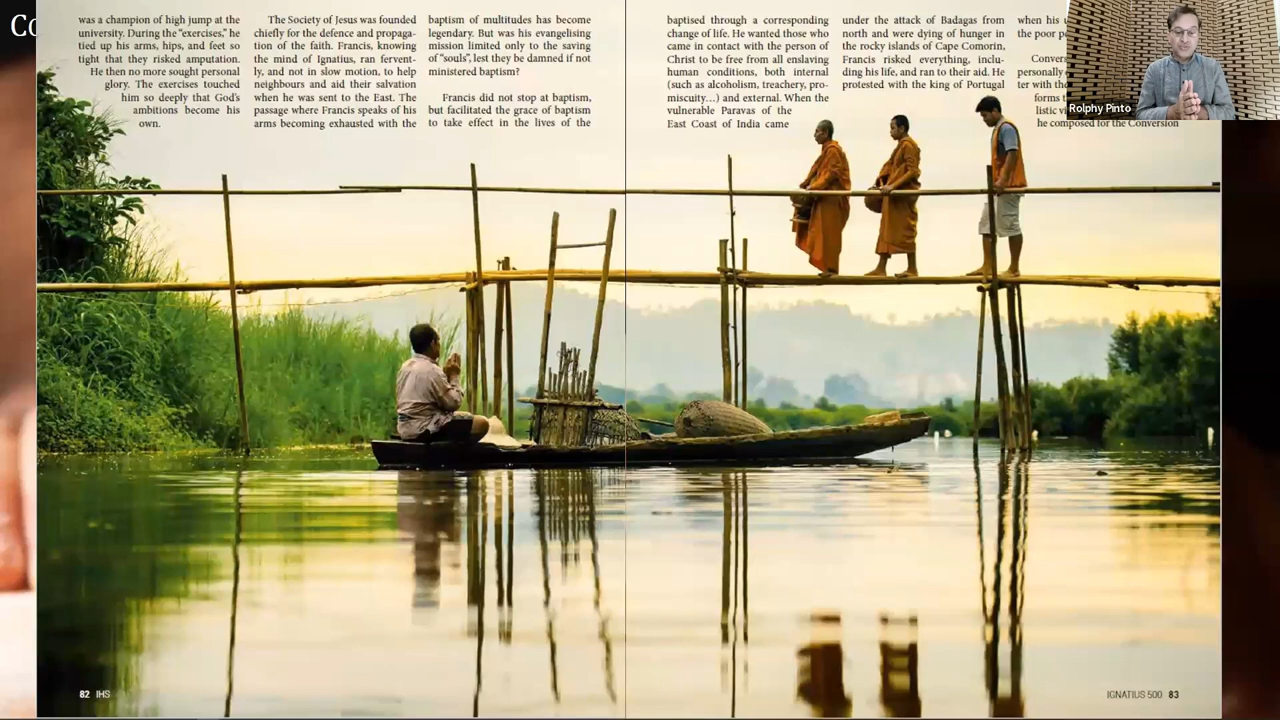 Co
was a champion of high jump at the
university. During the “exercises,” he
tied up his arms, hips, and feet so
tight that they risked amputation.
He then no more sought personal
glory. The exercises touched
him so deeply that God’s
ambitions become his
own.
The Society of Jesus was founded
chiefly for the defence and propaga-
tion of the faith. Francis, knowing
the mind of Ignatius, ran fervent-
ly, and not in slow motion, to help
neighbours and aid their salvation
when he was sent to the East. The
passage where Francis speaks of his
arms becoming exhausted with the
baptism of multitudes has become
legendary. But was his evangelising
mission limited only to the saving
of “souls”, lest they be damned if not
ministered baptism?
Francis did not stop at baptism,
but facilitated the grace of baptism
to take effect in the lives of the
baptised through a corresponding
change of life. He wanted those who
came in contact with the person of
Christ to be free from all enslaving
human conditions, both internal
(such as alcoholism, treachery, pro-
miscuity…) and external. When the
vulnerable Paravas of the
East Coast of India came
under the attack of Badagas from
north and were dying of hunger in
the rocky islands of Cape Comorin,
Francis risked everything, inclu-
ding his life, and ran to their aid. He
protested with the king of Portugal
when his
the poor
Conver
personally
ter with the
forms
listic
he composed for the Conversion
Rolphy Pinto
82 IHS
IGNATIUS 500 83